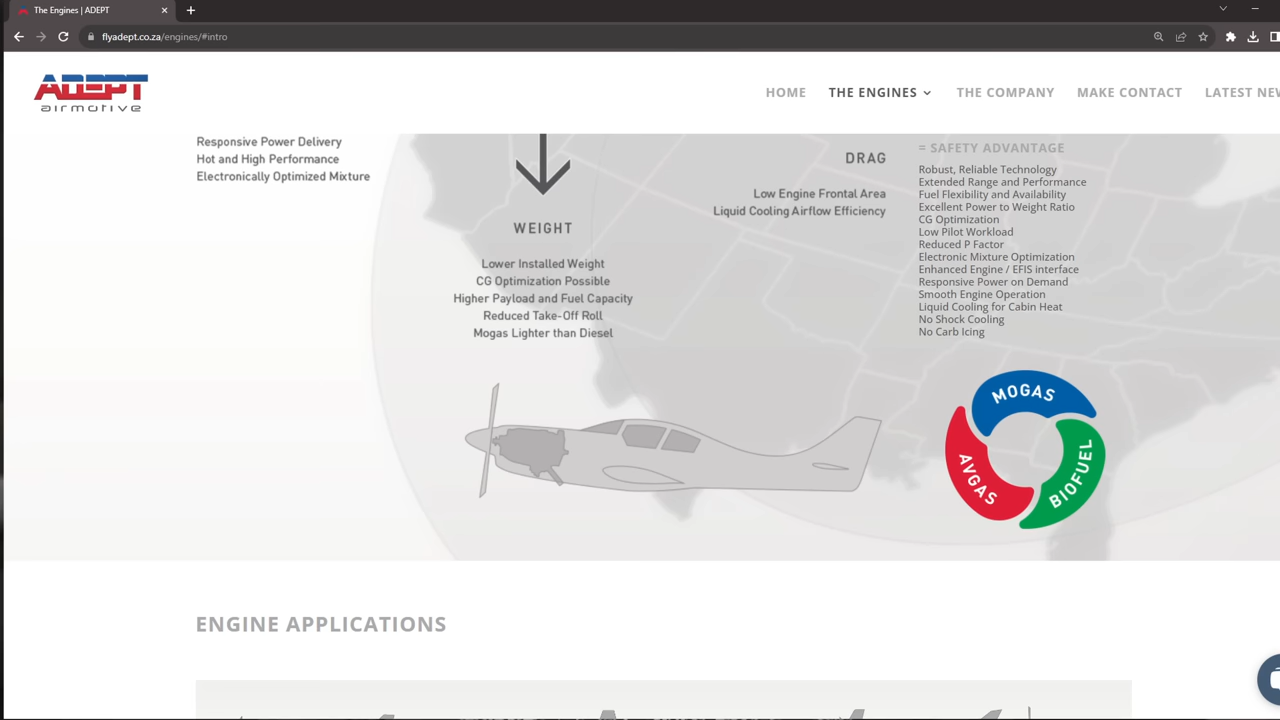 The Engines | ADEPT
flyadept.co.za/engines/#intro
ADEPT
airmotive
HOME
THE ENGINES
THE COMPANY
MAKE CONTACT
LATEST NEW
Responsive Power Delivery
Hot and High Performance
Electronically Optimized Mixture
WEIGHT
Lower Installed Weight
CG Optimization Possible
Higher Payload and Fuel Capacity
Reduced Take-Off Roll
Mogas Lighter than Diesel
DRAG
Low Engine Frontal Area
Liquid Cooling Airflow Efficiency
= SAFETY ADVANTAGE
Robust, Reliable Technology
Extended Range and Performance
Fuel Flexibility and Availability
Excellent Power to Weight Ratio
CG Optimization
Low Pilot Workload
Reduced P Factor
Electronic Mixture Optimization
Enhanced Engine / EFIS interface
Responsive Power on Demand
Smooth Engine Operation
Liquid Cooling for Cabin Heat
No Shock Cooling
No Carb Icing
MOGAS
AVGAS
BIOFUEL
ENGINE APPLICATIONS